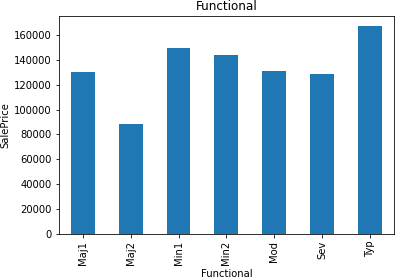 Functional
160000
140000
120000
100000
80000
60000
40000
20000
0
SalePrice
Maj1
Maj2
Min1
Min2
Mod
Sev
Typ
Functional